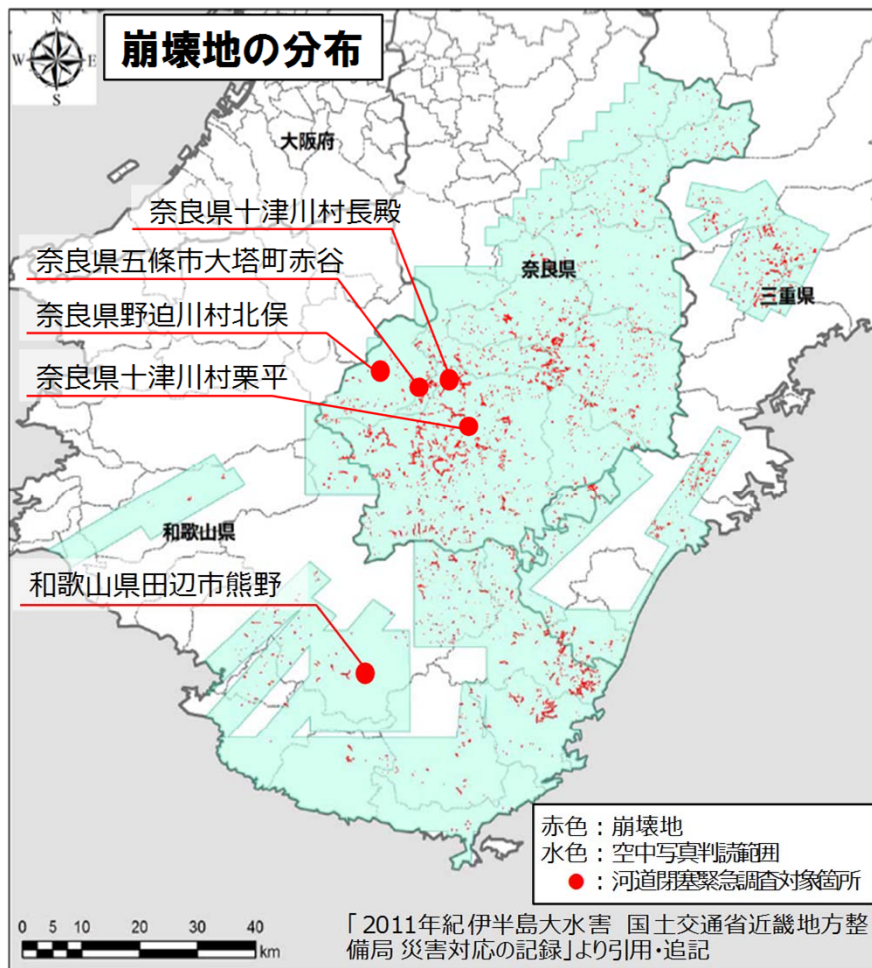 崩壊地の分布
N
W
E
S
大阪府
奈良県十津川村長殿
奈良県五條市大塔町赤谷
奈良県
奈良県野迫川村北俣
三重県
奈良県十津川村栗平
和歌山県
和歌山県田辺市熊野
赤色：崩壊地
水色：空中写真判読範囲
●：河道閉塞緊急調査対象箇所
0 5 10 20 30 40
km
「2011年紀伊半島大水害 国土交通省近畿地方整
備局 災害対応の記録」より引用・追記